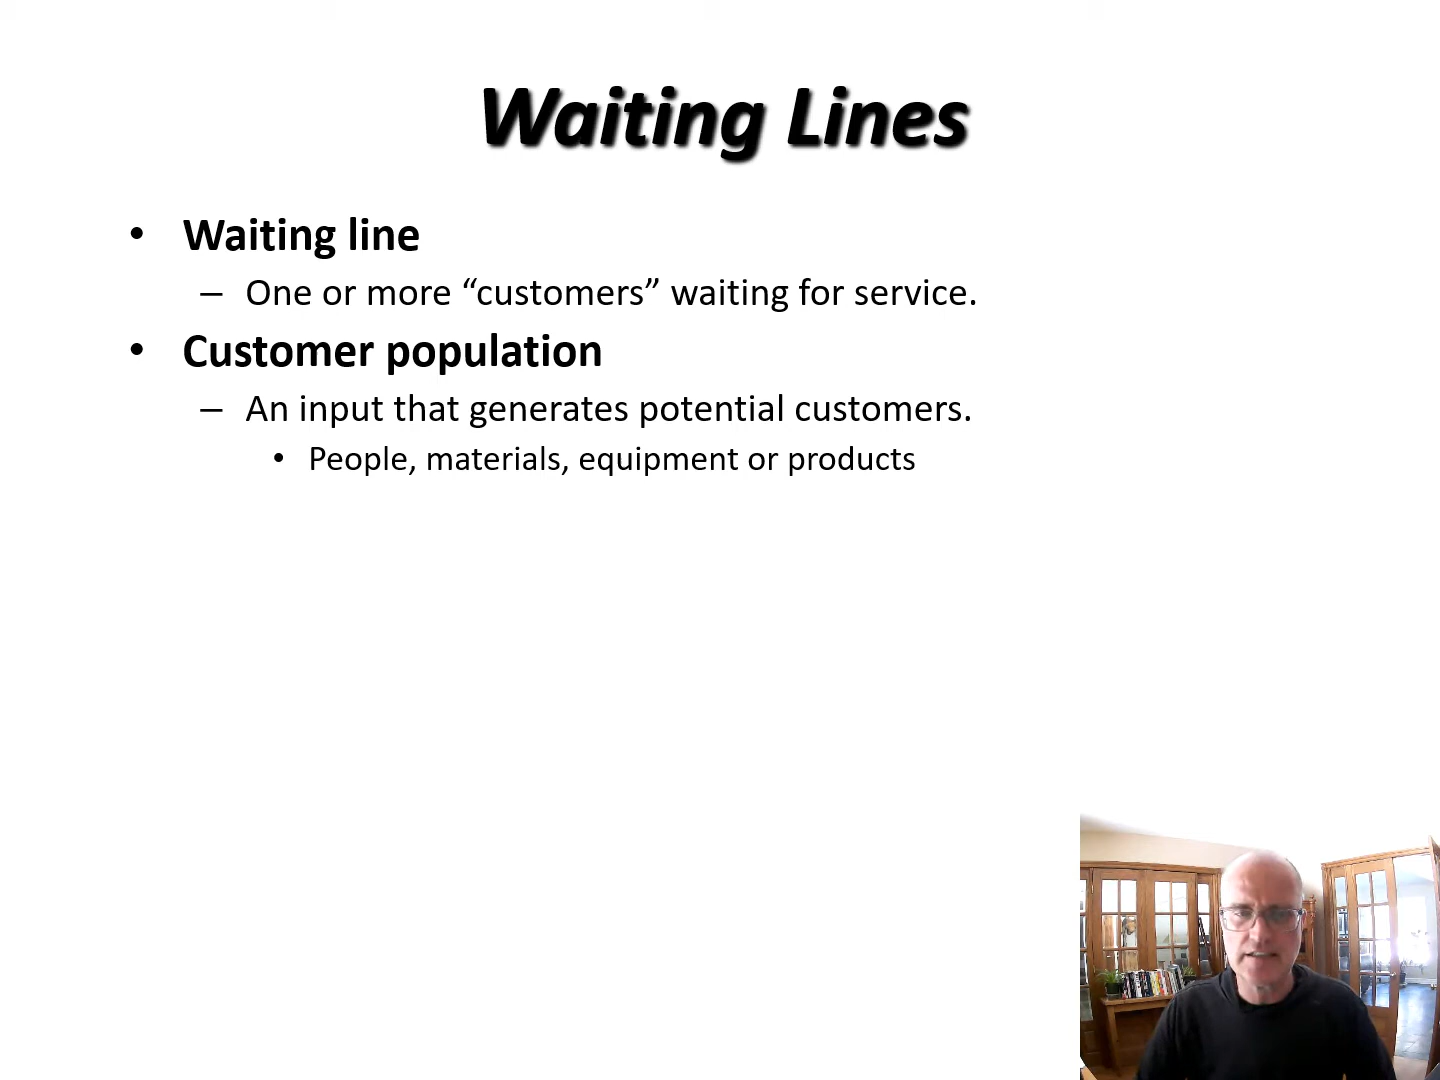 Waiting Lines
• Waiting line
– One or more “customers” waiting for service.
• Customer population
– An input that generates potential customers.
• People, materials, equipment or products